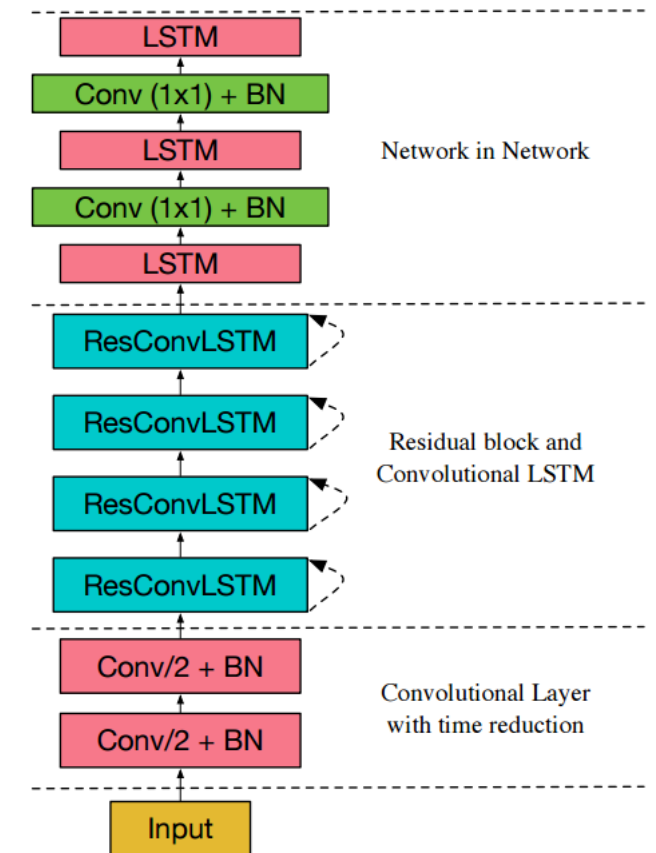 LSTM
Conv (1x1) + BN
LSTM
Network in Network
Conv (1x1) + BN
LSTM
ResConvLSTM
ResConvLSTM
Residual block and
Convolutional LSTM
ResConvLSTM
ResConvLSTM
Conv/2 + BN
Convolutional Layer
with time reduction
Conv/2 + BN
Input